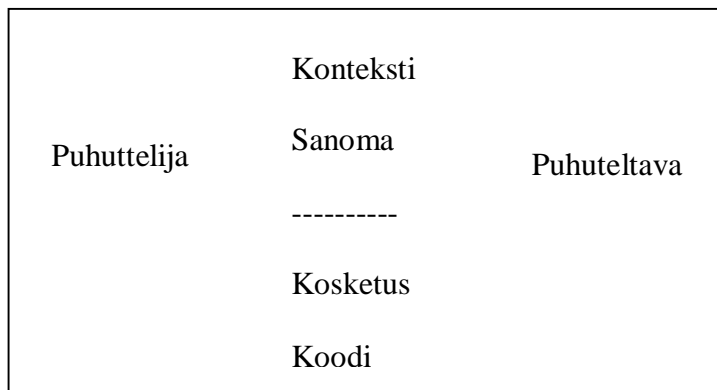 Konteksti
Sanoma
Puhuttelija
Puhuteltava
----------
Kosketus
Koodi